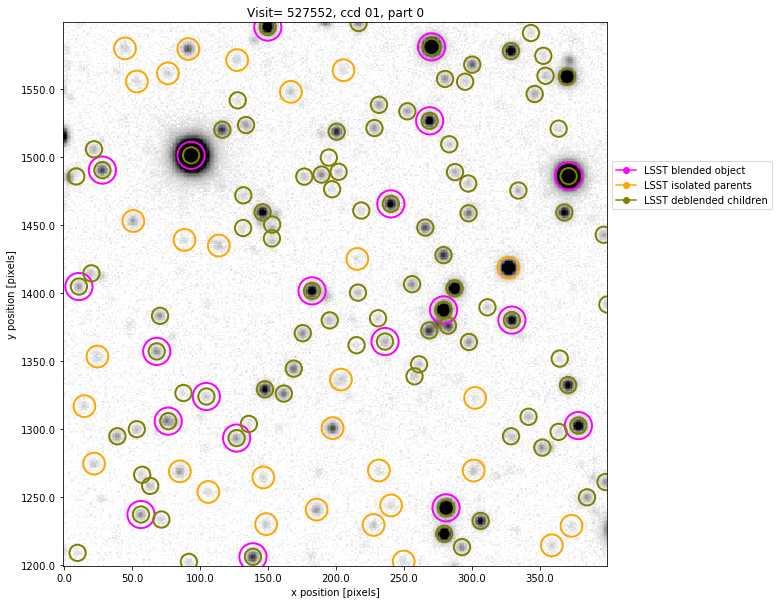 Visit= 527552, ccd 01, part 0
1550.0
1500.0
1450.0
1400.0
1350.0
1300.0
1250.0
1200.0
y position [pixels]
0.0 50.0 100.0 150.0 200.0 250.0 300.0 350.0
x position [pixels]
LSST blended object
LSST isolated parents
LSST deblended children